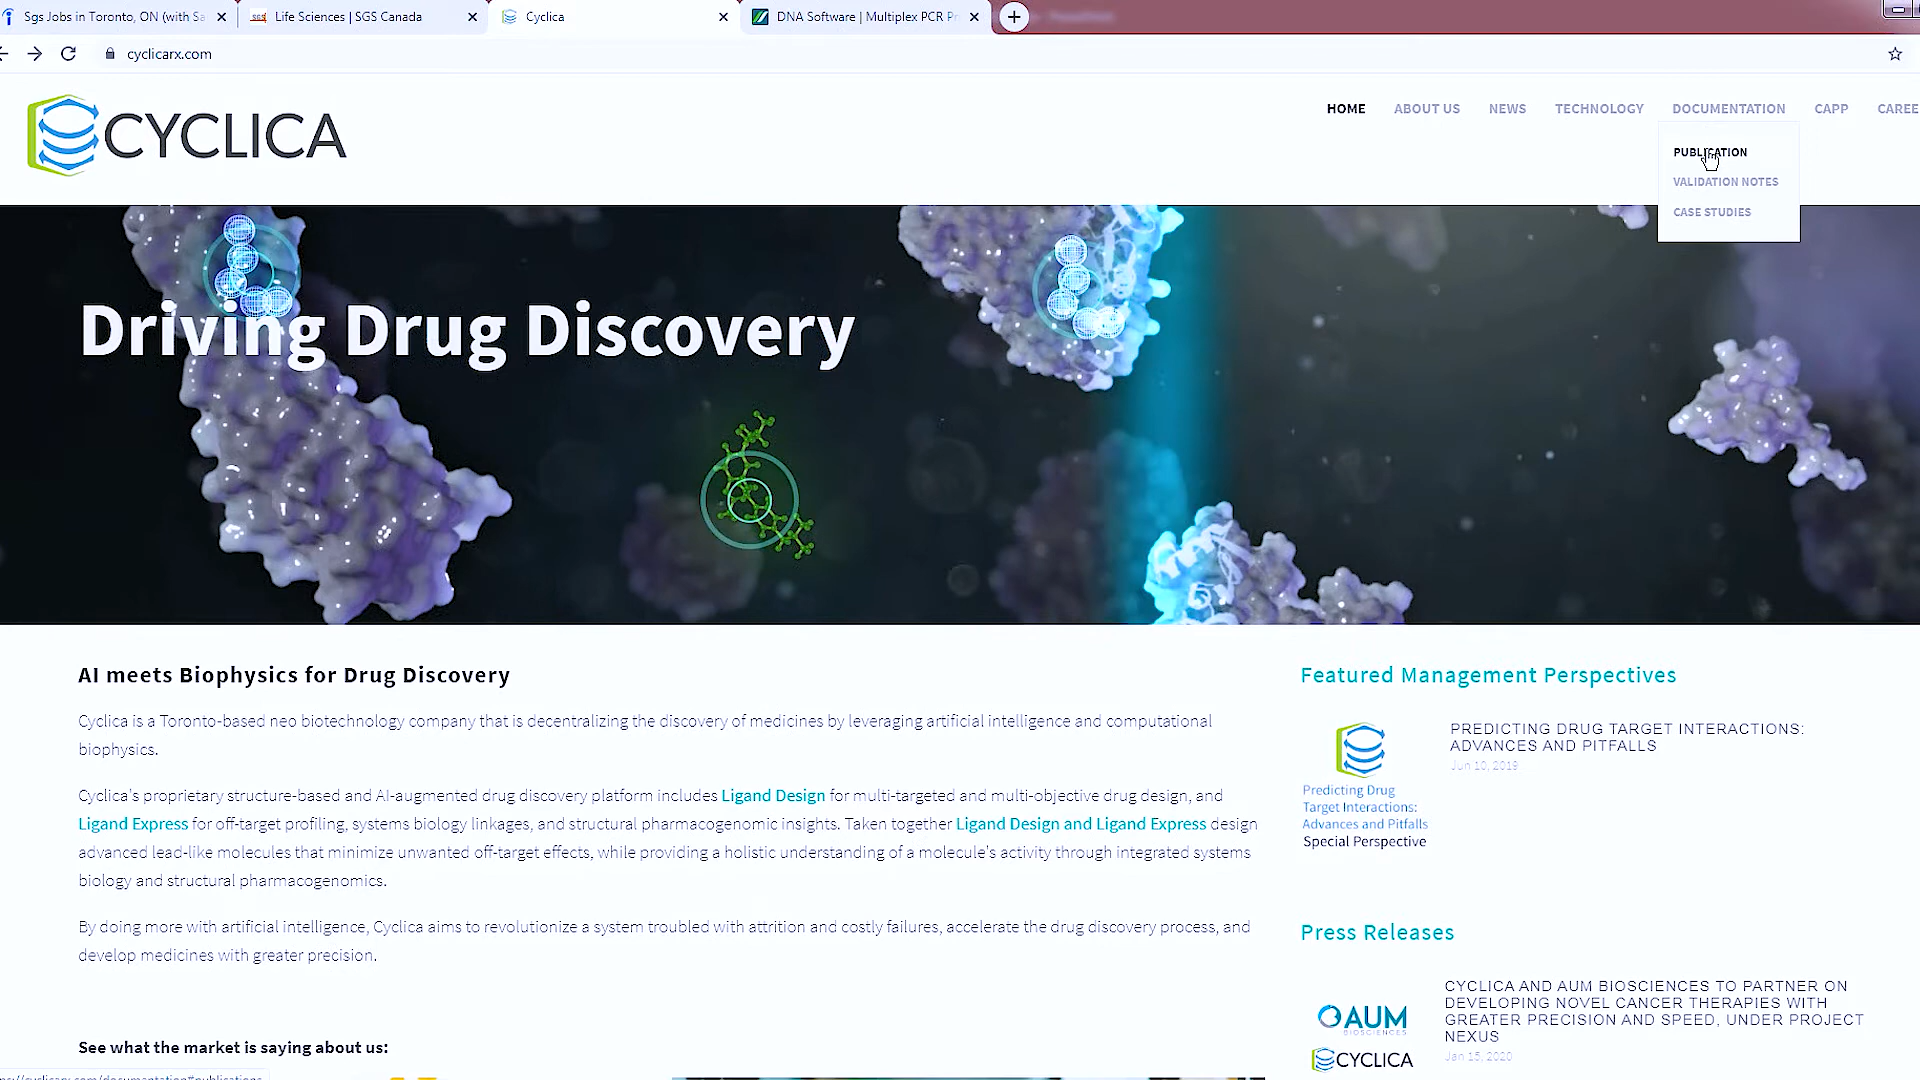 Sgs Jobs in Toronto, ON (with Sa
Life Sciences | SGS Canada
Cyclica
DNA Software | Multiplex PCR Pr
cyclicarx.com
CYCLICA
HOME ABOUT US NEWS TECHNOLOGY DOCUMENTATION CAPP CAREE
PUBLICATION
VALIDATION NOTES
CASE STUDIES
Driving Drug Discovery
AI meets Biophysics for Drug Discovery
Cyclica is a Toronto-based neo biotechnology company that is decentralizing the discovery of medicines by leveraging artificial intelligence and computational
biophysics.
Cyclica's proprietary structure-based and AI-augmented drug discovery platform includes Ligand Design for multi-targeted and multi-objective drug design, and
Ligand Express for off-target profiling, systems biology linkages, and structural pharmacogenomic insights. Taken together Ligand Design and Ligand Express design
advanced lead-like molecules that minimize unwanted off-target effects, while providing a holistic understanding of a molecule's activity through integrated systems
biology and structural pharmacogenomics.
By doing more with artificial intelligence, Cyclica aims to revolutionize a system troubled with attrition and costly failures, accelerate the drug discovery process, and
develop medicines with greater precision.
See what the market is saying about us:
Featured Management Perspectives
Predicting Drug
Target Interactions:
Advances and Pitfalls
Special Perspective
PREDICTING DRUG TARGET INTERACTIONS:
ADVANCES AND PITFALLS
Jun 10, 2019
Press Releases
AUM
BIOSCIENCES
CYCLICA
CYCLICA AND AUM BIOSCIENCES TO PARTNER ON
DEVELOPING NOVEL CANCER THERAPIES WITH
GREATER PRECISION AND SPEED, UNDER PROJECT
NEXUS
Jan 15, 2020